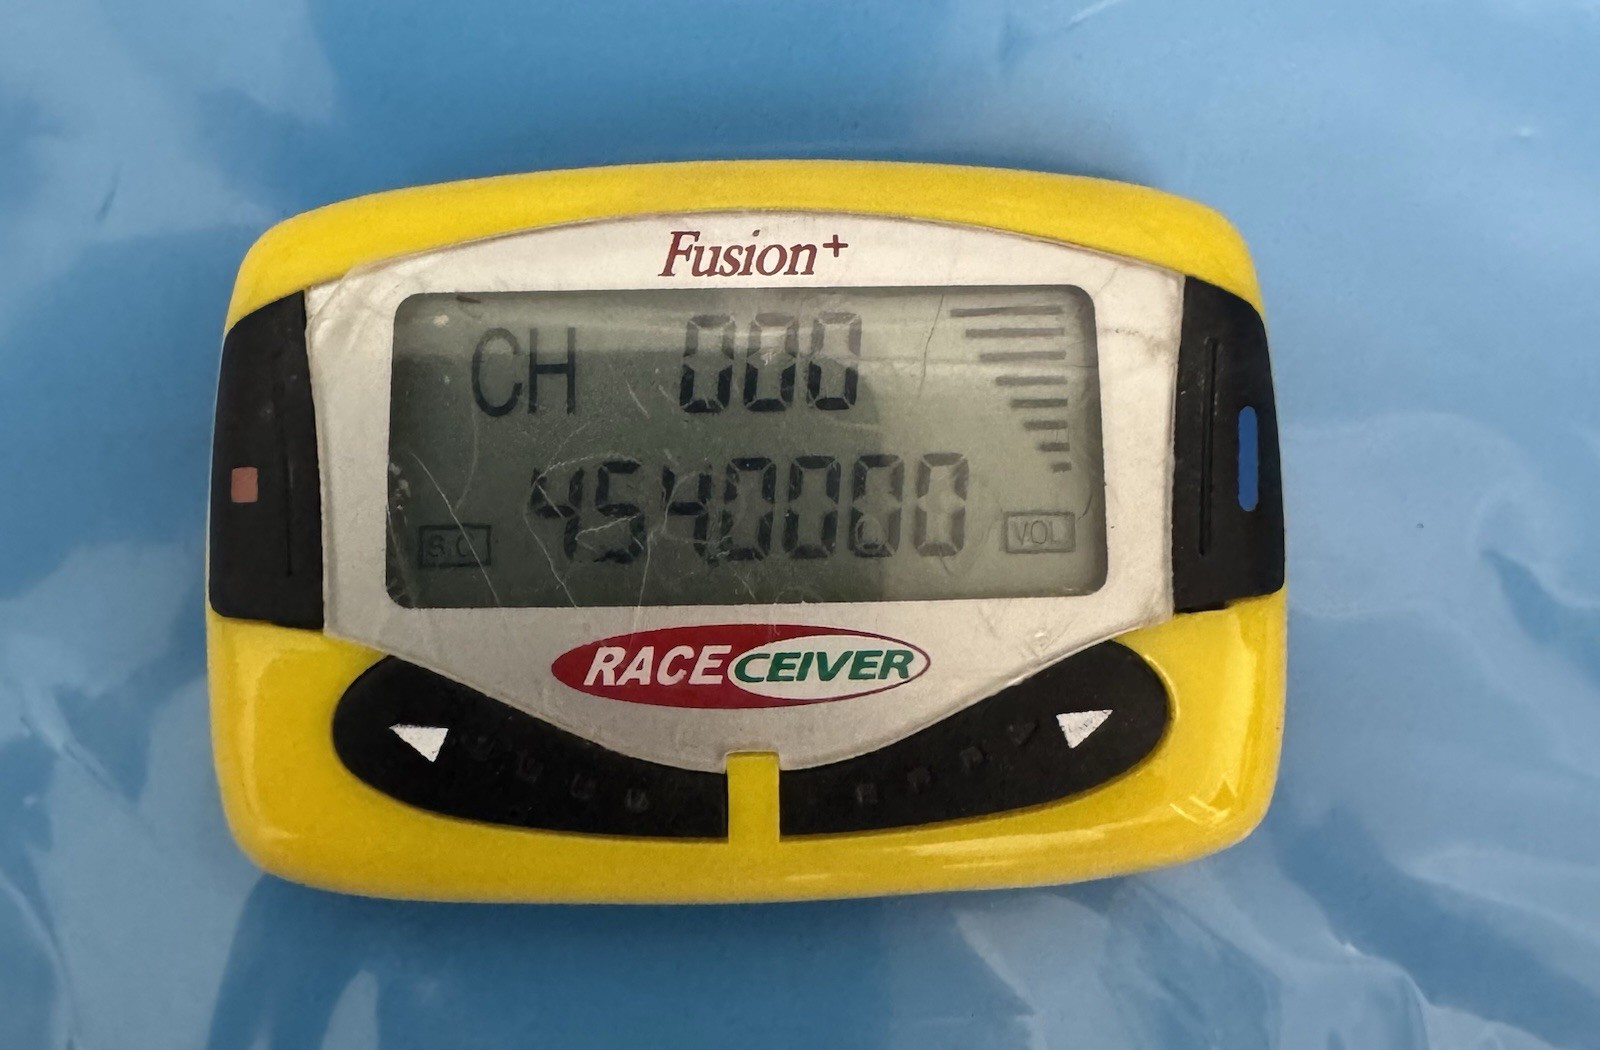 Fusion+
CH 000
4540000
S.C. VOL
RACECEIVER